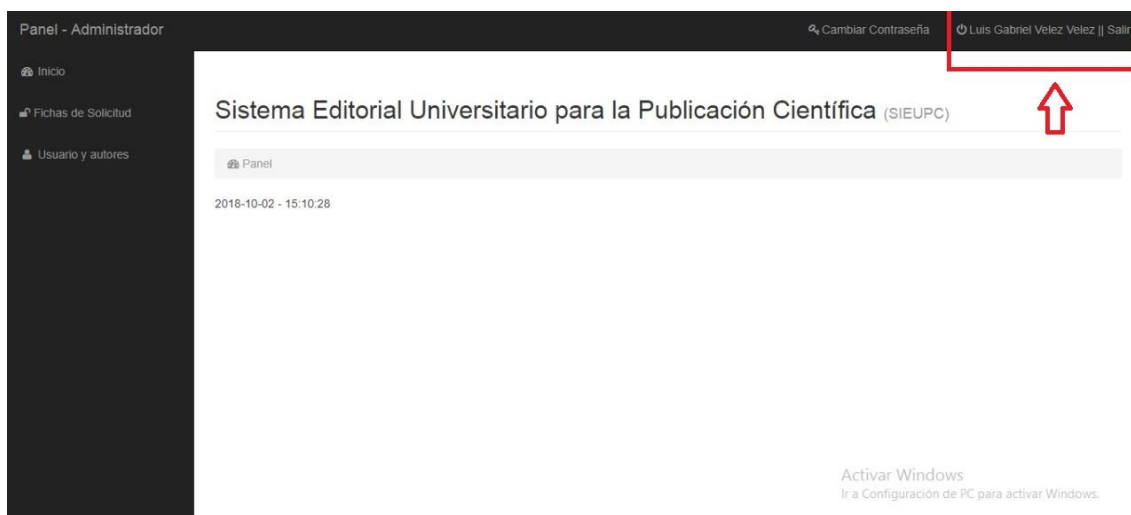 Panel - Administrador
Cambiar Contraseña
Luis Gabriel Velez Velez || Salir
Inicio
Fichas de Solicitud
Usuario y autores
Sistema Editorial Universitario para la Publicación Científica (SIEUPC)
Panel
2018-10-02 - 15:10:28
Activar Windows
Ir a Configuración de PC para activar Windows.